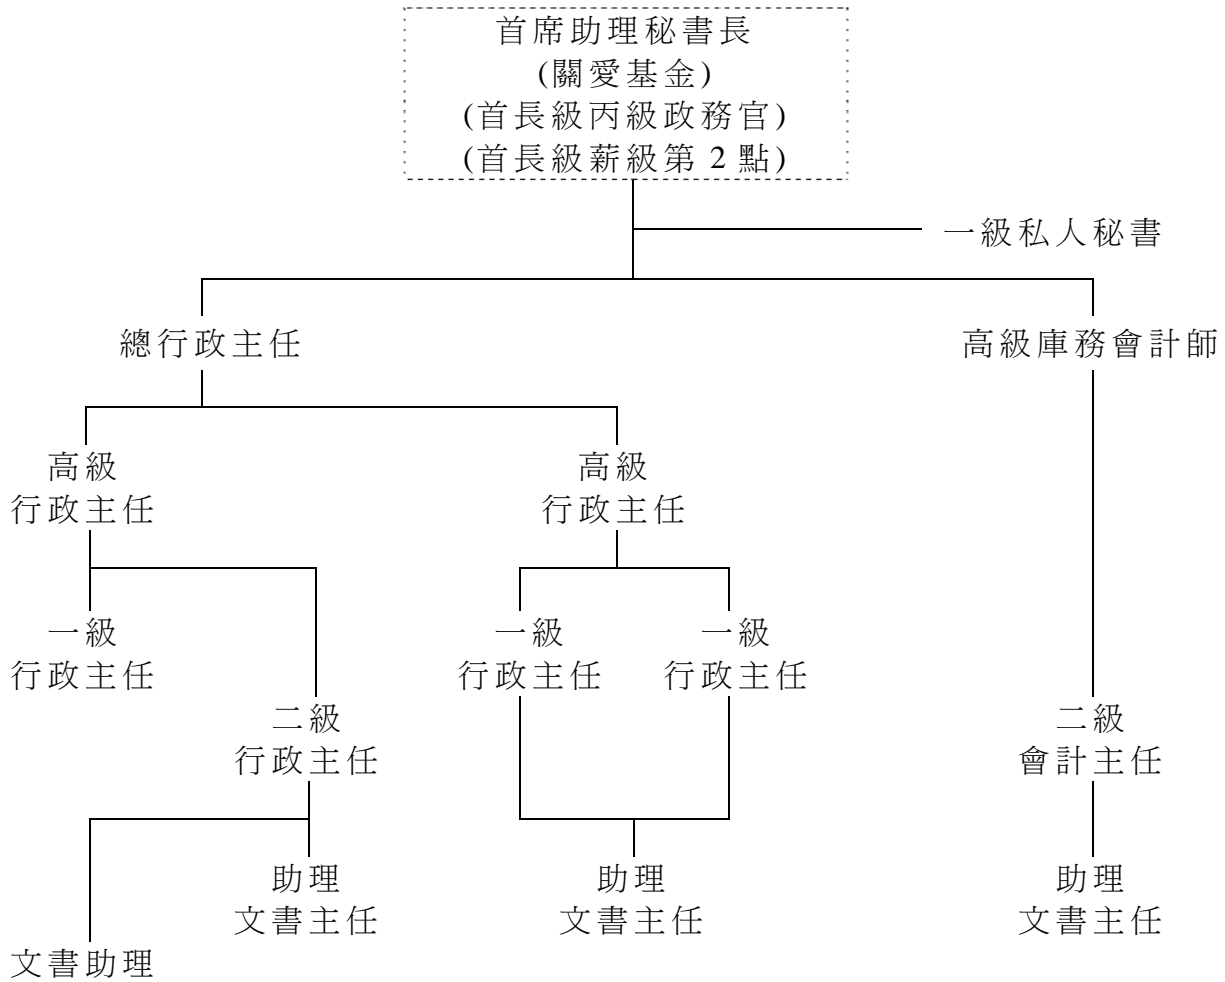 首席助理秘書長
(關愛基金)
(首長級丙級政務官)
(首長級薪級第 2 點)
一級私人秘書
總行政主任
高級庫務會計師
高級
行政主任
高級
行政主任
一級
行政主任
一級
行政主任
一級
行政主任
二級
行政主任
二級
會計主任
助理
文書主任
助理
文書主任
助理
文書主任
文書助理